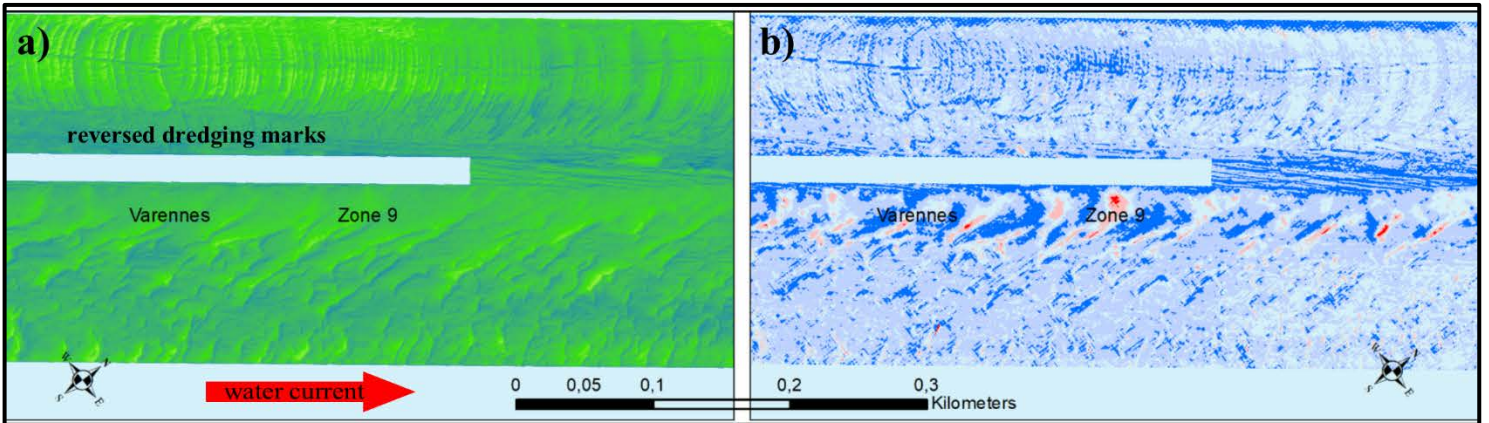 a)
b)
reversed dredging marks
Varennes
Zone 9
Varennes
Zone 9
W
N
S
E
water current
0
0,05
0,1
0,2
0,3
Kilometers
W
S
E